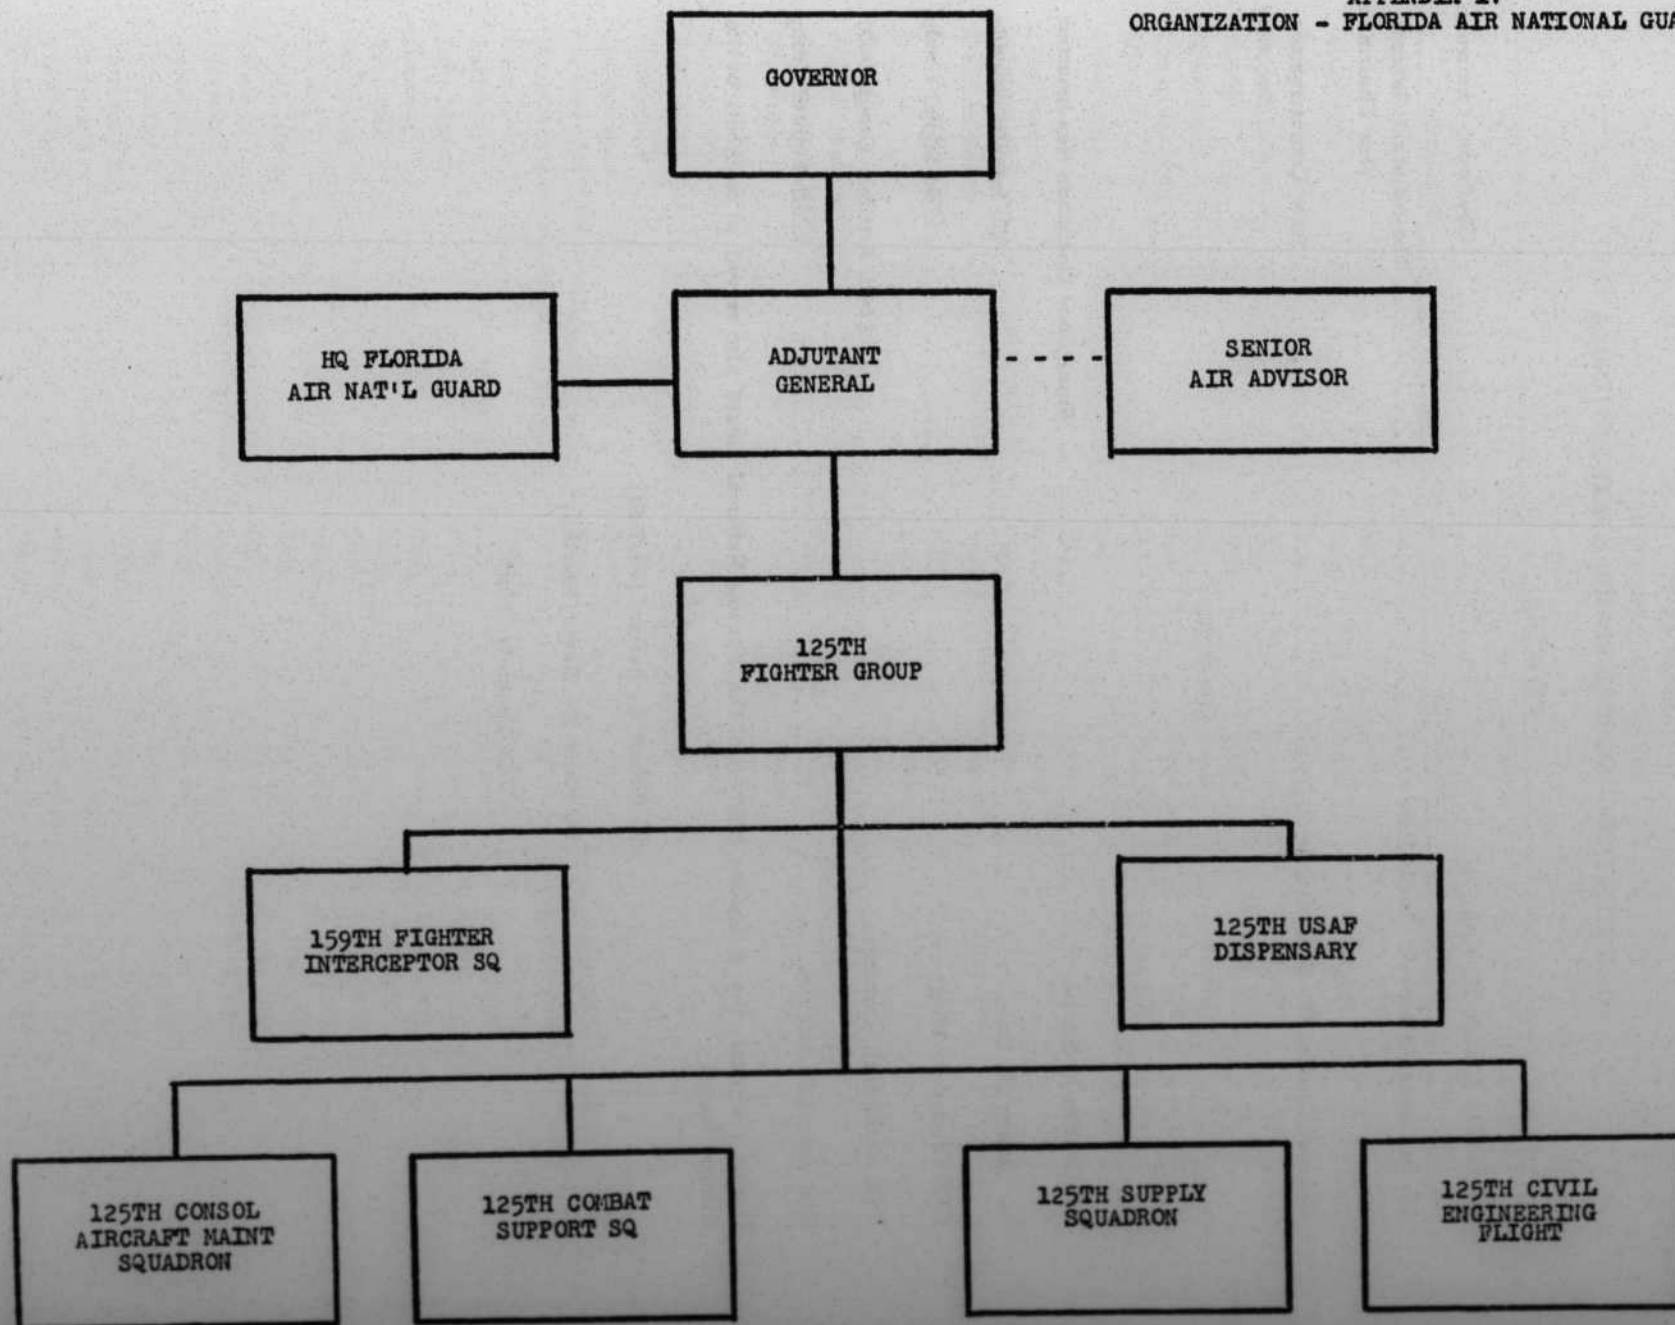 ORGANIZATION - FLORIDA AIR NATIONAL
GOVERNOR
HQ FLORIDA
AIR NAT'L GUARD
ADJUTANT
GENERAL
SENIOR
AIR ADVISOR
125TH
FIGHTER GROUP
159TH FIGHTER
INTERCEPTOR SQ
125TH USAF
DISPENSARY
125TH CONSOL
AIRCRAFT MAINT
SQUADRON
125TH COMBAT
SUPPORT SQ
125TH SUPPLY
SQUADRON
125TH CIVIL
ENGINEERING
FLIGHT